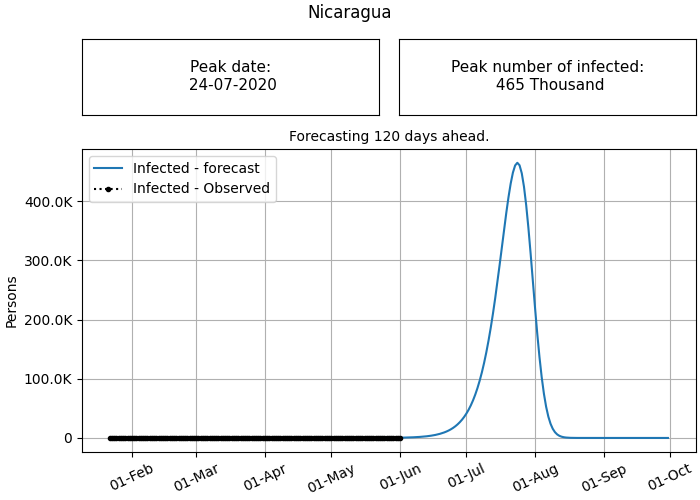 Nicaragua
Peak date:
24-07-2020
Peak number of infected:
465 Thousand
Forecasting 120 days ahead.
Infected - forecast
Infected - Observed
Persons
400.0K
300.0K
200.0K
100.0K
0
01-Feb
01-Mar
01-Apr
01-May
01-Jun
01-Jul
01-Aug
01-Sep
01-Oct